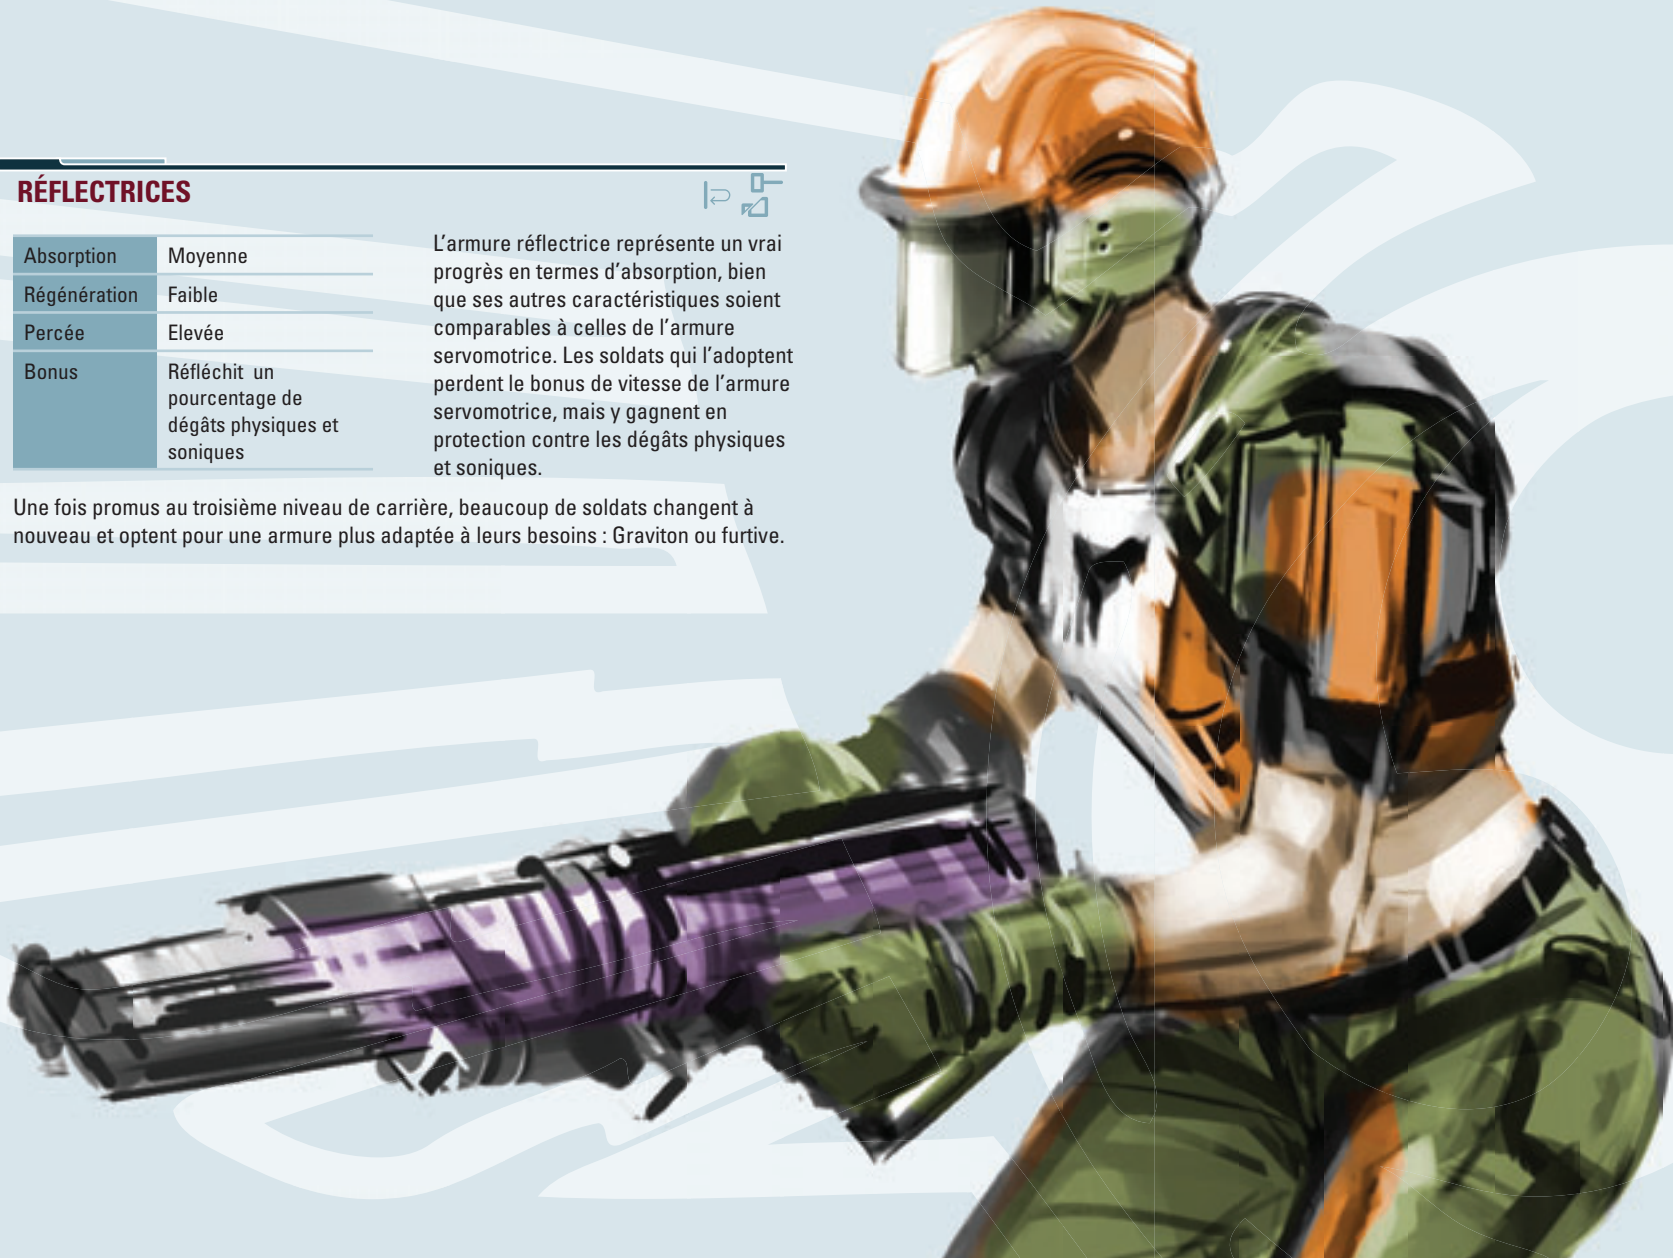 RÉFLECTRICES
Absorption Moyenne
Régénération Faible
Percée Elevée
Bonus Réfléchit un
pourcentage de
dégâts physiques et
soniques
L’armure réflectrice représente un vrai
progrès en termes d’absorption, bien
que ses autres caractéristiques soient
comparables à celles de l’armure
servomotrice. Les soldats qui l’adoptent
perdent le bonus de vitesse de l’armure
servomotrice, mais y gagnent en
protection contre les dégâts physiques
et soniques.
Une fois promus au troisième niveau de carrière, beaucoup de soldats changent à
nouveau et optent pour une armure plus adaptée à leurs besoins : Graviton ou furtive.